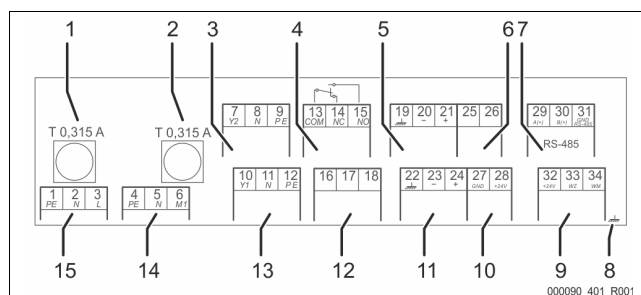 1 2 3 4 5 6 7
T 0,315 A T 0,315 A
7 8 9 13 14 15 19 20 21 25 26 29 30 31
Y2 N PE COM NC NO − + A(+) B(+) GND RS-485
RS-485
10 11 12 16 17 18 22 23 24 27 28 32 33 34
Y1 N PE − + GND +24V +24V WZ WM
1 2 3 4 5 6
PE N L PE N M1
15 14 13 12 11 10 9 8
000090_401_R001